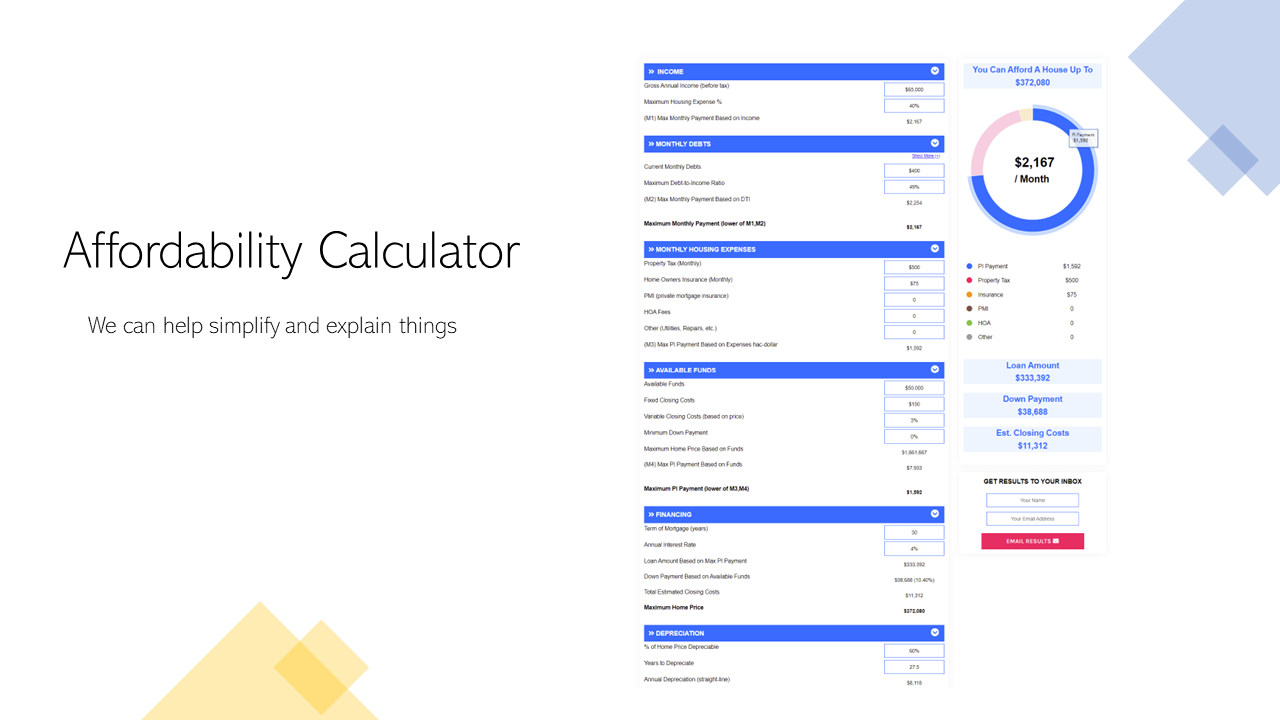 Affordability Calculator
We can help simplify and explain things
INCOME
Gross Annual Income (before tax) $65,000
Maximum Housing Expense % 40%
(M1) Max Monthly Payment Based on Income $2,167
MONTHLY DEBTS
Show More (+)
Current Monthly Debts $400
Maximum Debt-to-Income Ratio 49%
(M2) Max Monthly Payment Based on DTI $2,254
Maximum Monthly Payment (lower of M1,M2) $2,167
MONTHLY HOUSING EXPENSES
Property Tax (Monthly) $500
Home Owners Insurance (Monthly) $75
PMI (private mortgage insurance) 0
HOA Fees 0
Other (Utilities, Repairs, etc.) 0
(M3) Max PI Payment Based on Expenses hac-dollar $1,592
AVAILABLE FUNDS
Available Funds $50,000
Fixed Closing Costs $150
Variable Closing Costs (based on price) 3%
Minimum Down Payment 0%
Maximum Home Price Based on Funds $1,661,667
(M4) Max PI Payment Based on Funds
Maximum PI Payment (lower of M3,M4) $1,592
FINANCING
Term of Mortgage (years) 30
Annual Interest Rate 4%
Loan Amount Based on Max PI Payment $333,392
Down Payment Based on Available Funds $38,688 (10.40%)
Total Estimated Closing Costs $11,312
Maximum Home Price $372,080
DEPRECIATION
% of Home Price Depreciable 60%
Years to Depreciate 27.5
Annual Depreciation (straight-line) $8,118
You Can Afford A House Up To
$372,080
PI Payment
$1,592
$2,167
/ Month
PI Payment $1,592
Property Tax $500
Insurance $75
PMI 0
HOA 0
Other 0
Loan Amount
$333,392
Down Payment
$38,688
Est. Closing Costs
$11,312
GET RESULTS TO YOUR INBOX
Your Name
Your Email Address
EMAIL RESULTS